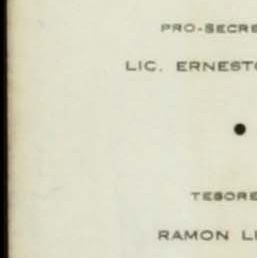 PRO-SECRE
LIC. ERNESTO
TESORE
RAMON LI